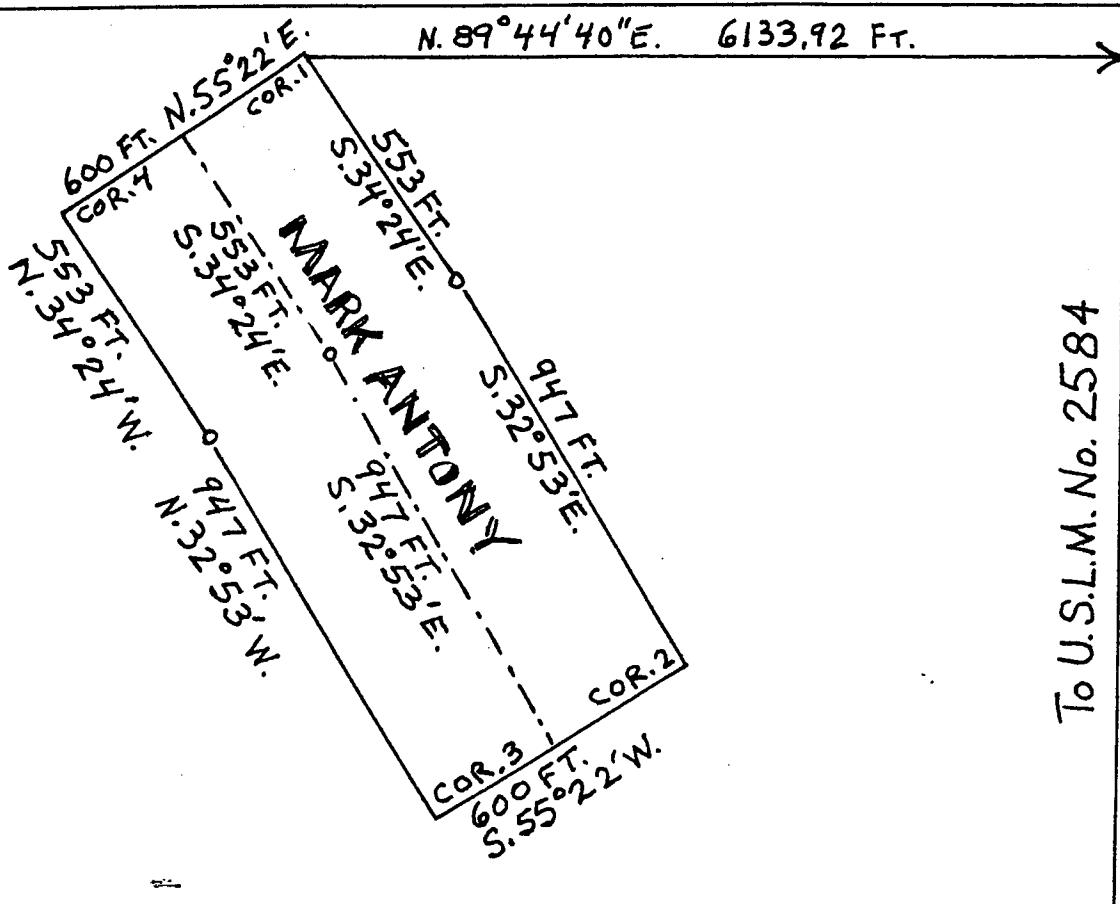 N. 89°44'40"E. 6133.92 FT.
600 FT. N.55°22'E.
COR.1
COR.4
553 FT.
S.34°24'E.
553 FT.
S.34°24'E.
553 FT.
N.34°24'W.
MARK ANTONY
947 FT.
S.32°53'E.
947 FT.
S.32°53'E.
947 FT.
N.32°53'W.
COR.2
COR.3
600 FT.
S.55°22'W.
To U.S.L.M. No. 2584